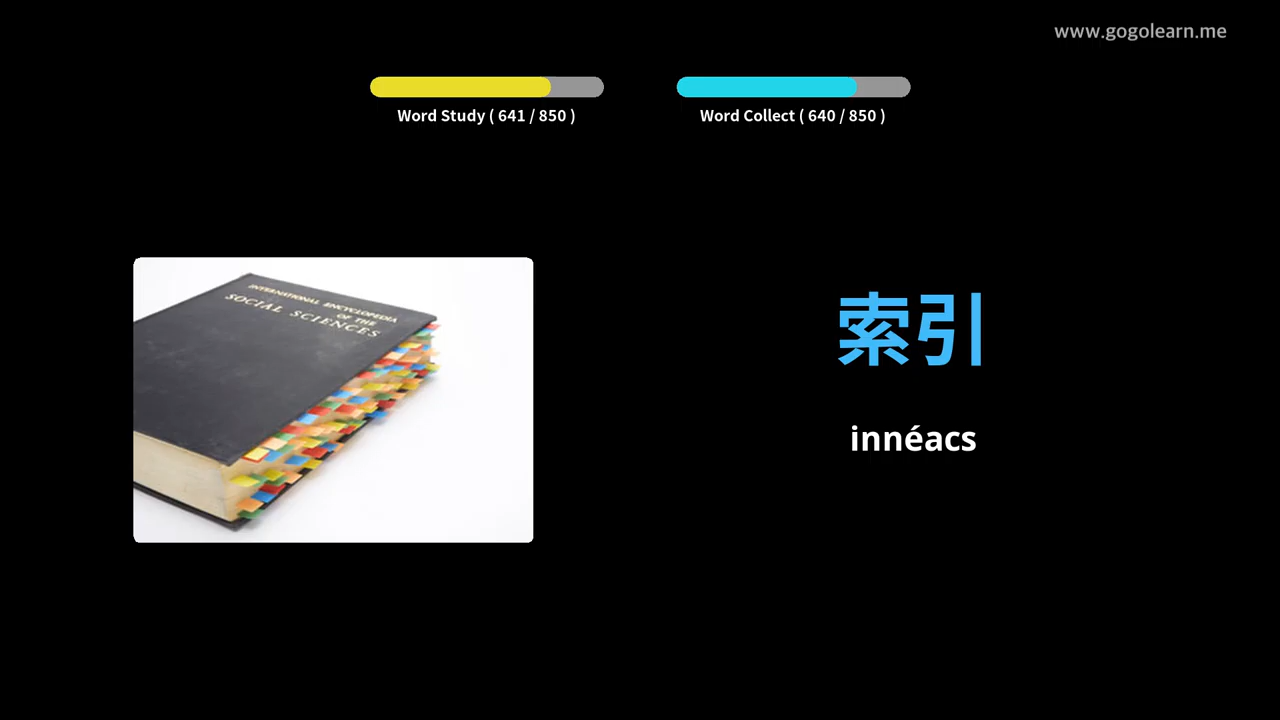 www.gogolearn.me
Word Study ( 641 / 850 )
Word Collect ( 640 / 850 )
INTERNATIONAL ENCYCLOPEDIA
OF THE
SOCIAL SCIENCES
索引
innéacs